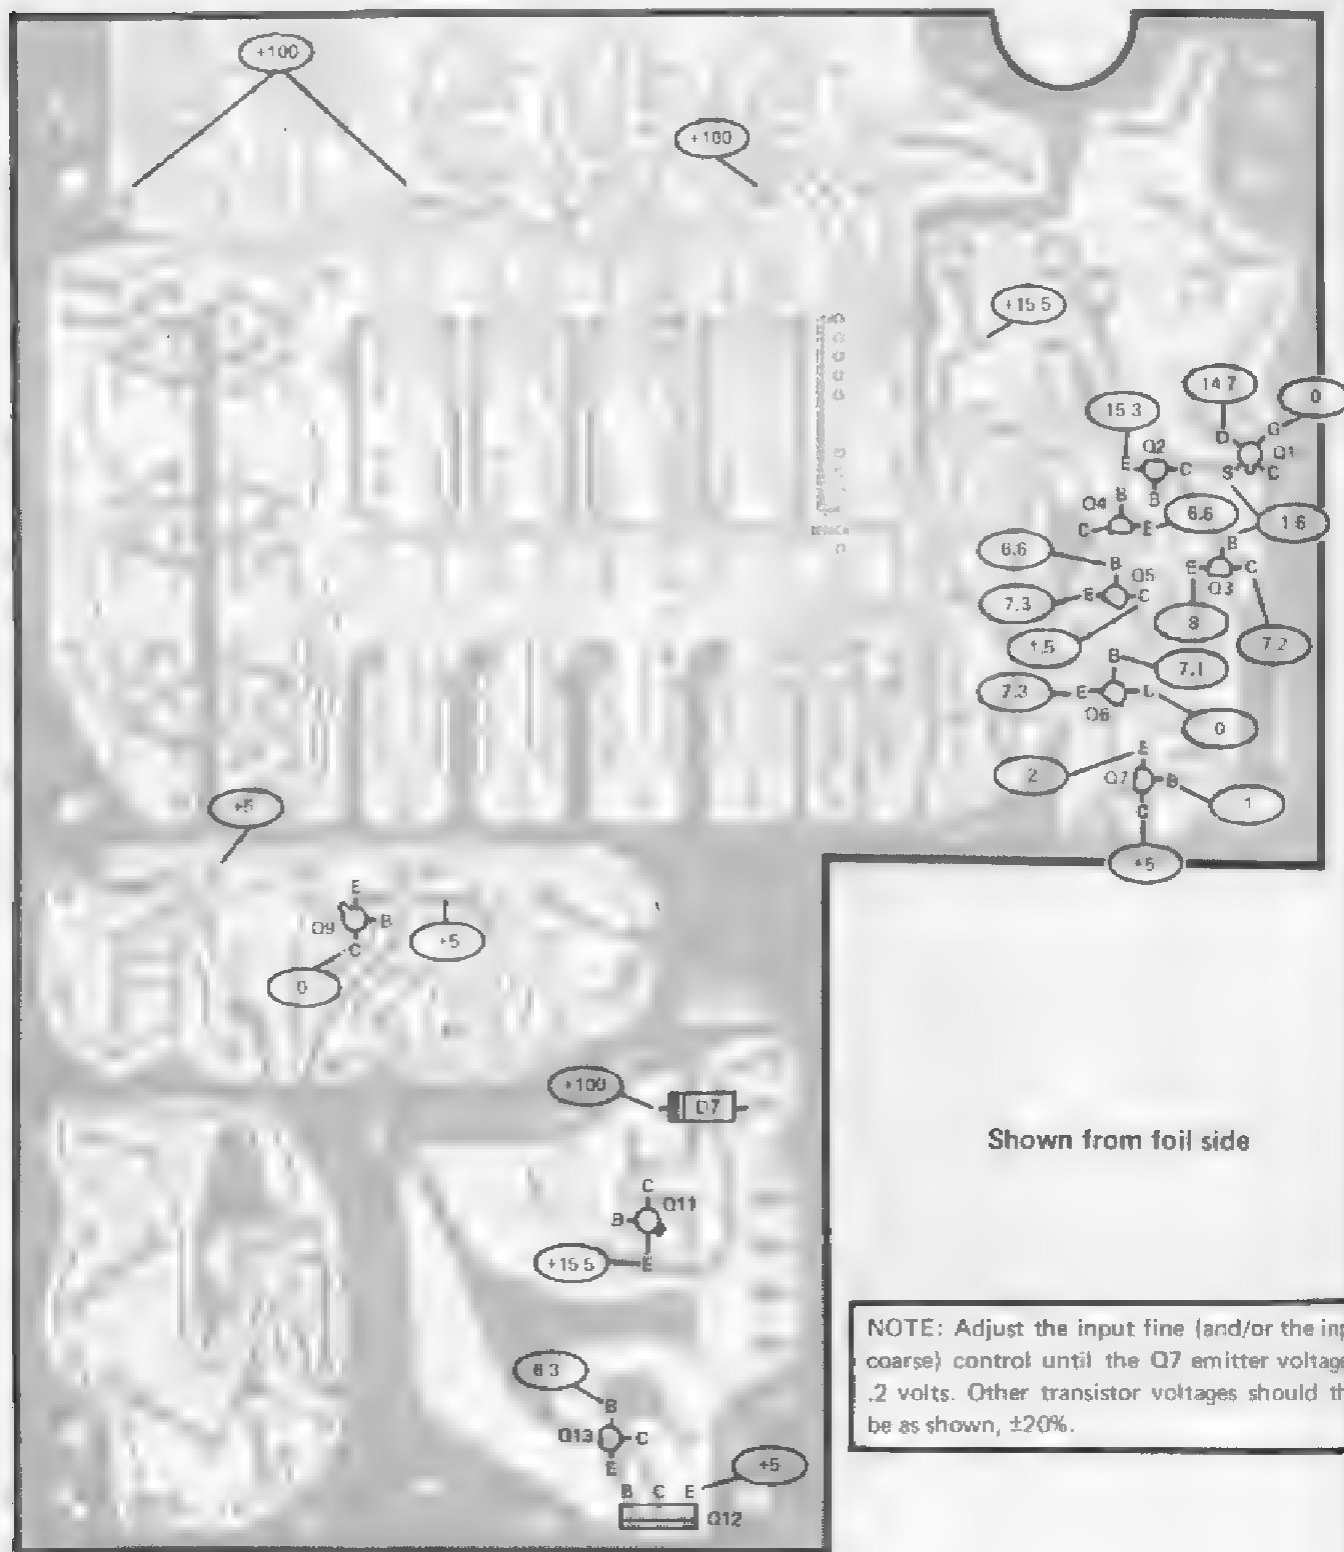 +100
+100
+15.5
14.7
0
15.3
D
G
Q2
Q1
E
C
S
C
B
B
Q4
6.6
1.6
C
E
B
6.6
B
E
C
Q5
Q3
7.3
E
C
8
1.5
7.2
B
7.1
7.3
E
Q6
0
E
2
Q7
B
1
C
+5
+5
E
Q9
B
+5
C
0
+100
D7
Shown from foil side
C
Q11
B
+15.5
E
NOTE: Adjust the input fine (and/or the
coarse) control until the Q7 emitter
.2 volts. Other transistor voltages should
be as shown, ±20%.
6.3
B
Q13
C
E
+5
B C E
Q12